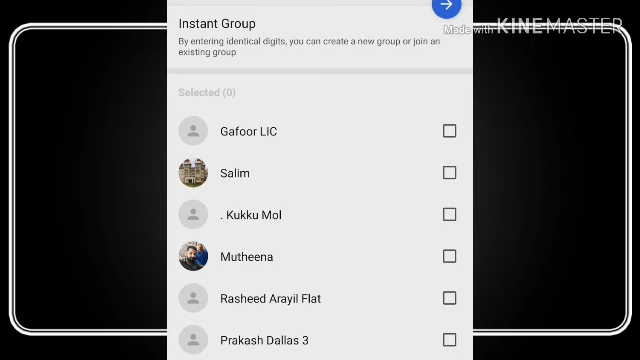 Instant Group
Made with KINEMASTER
By entering identical digits, you can create a new group or join an
existing group
Selected (0)
Gafoor LIC
Salim
. Kukku Mol
Mutheena
Rasheed Arayil Flat
Prakash Dallas 3